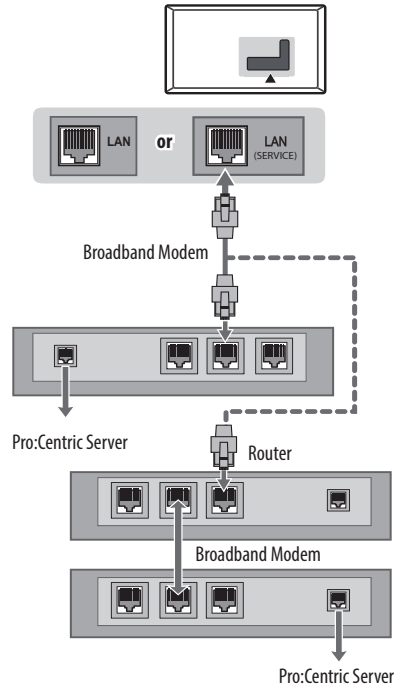 LAN
or
LAN
(SERVICE)
Broadband Modem
Pro:Centric Server
Router
Broadband Modem
Pro:Centric Server